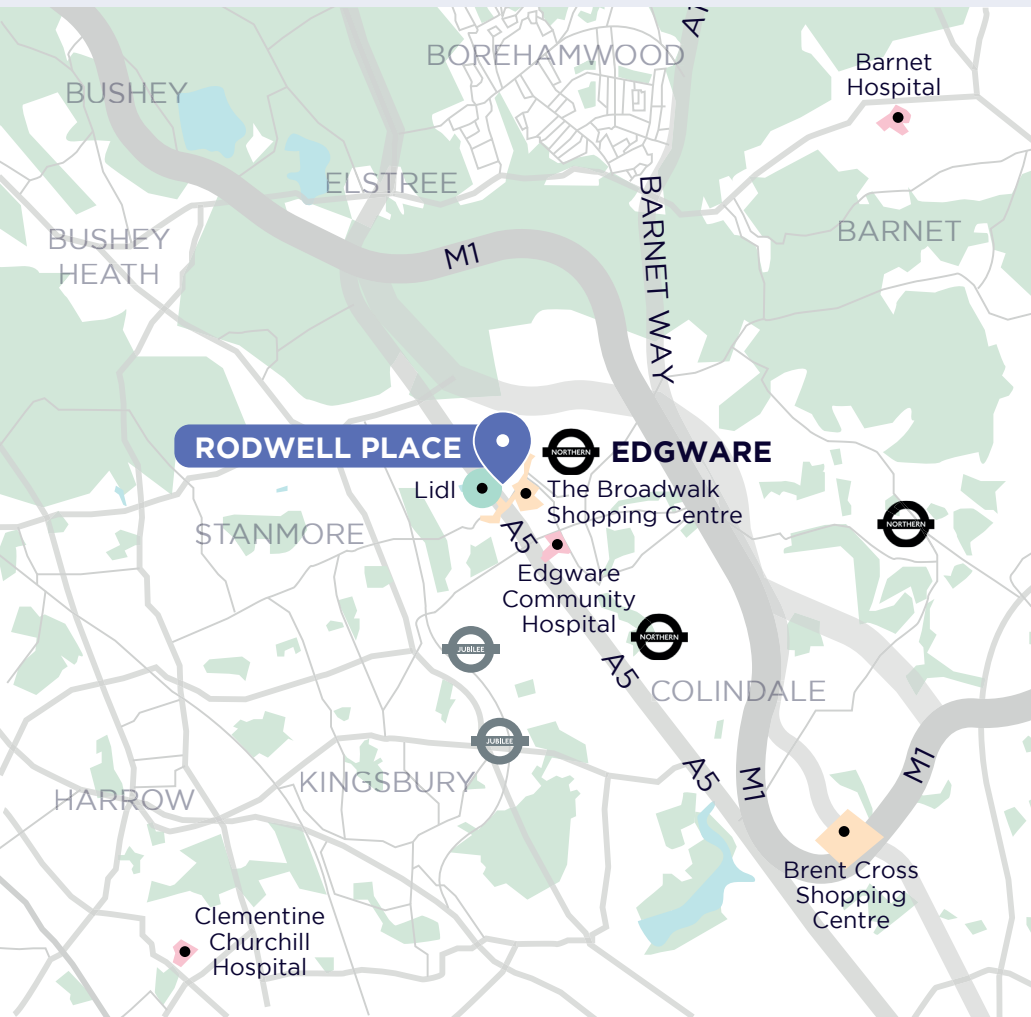 BOREHAMWOOD
Barnet
Hospital
BUSHEY
ELSTREE
BARNET WAY
BARNET
BUSHEY
HEATH
M1
RODWELL PLACE
NORTHERN
EDGWARE
Lidl
The Broadwalk
Shopping Centre
NORTHERN
STANMORE
A5
Edgware
Community
Hospital
NORTHERN
JUBILEE
A5
COLINDALE
JUBILEE
KINGSBURY
A5
M1
M1
HARROW
Brent Cross
Shopping
Centre
Clementine
Churchill
Hospital